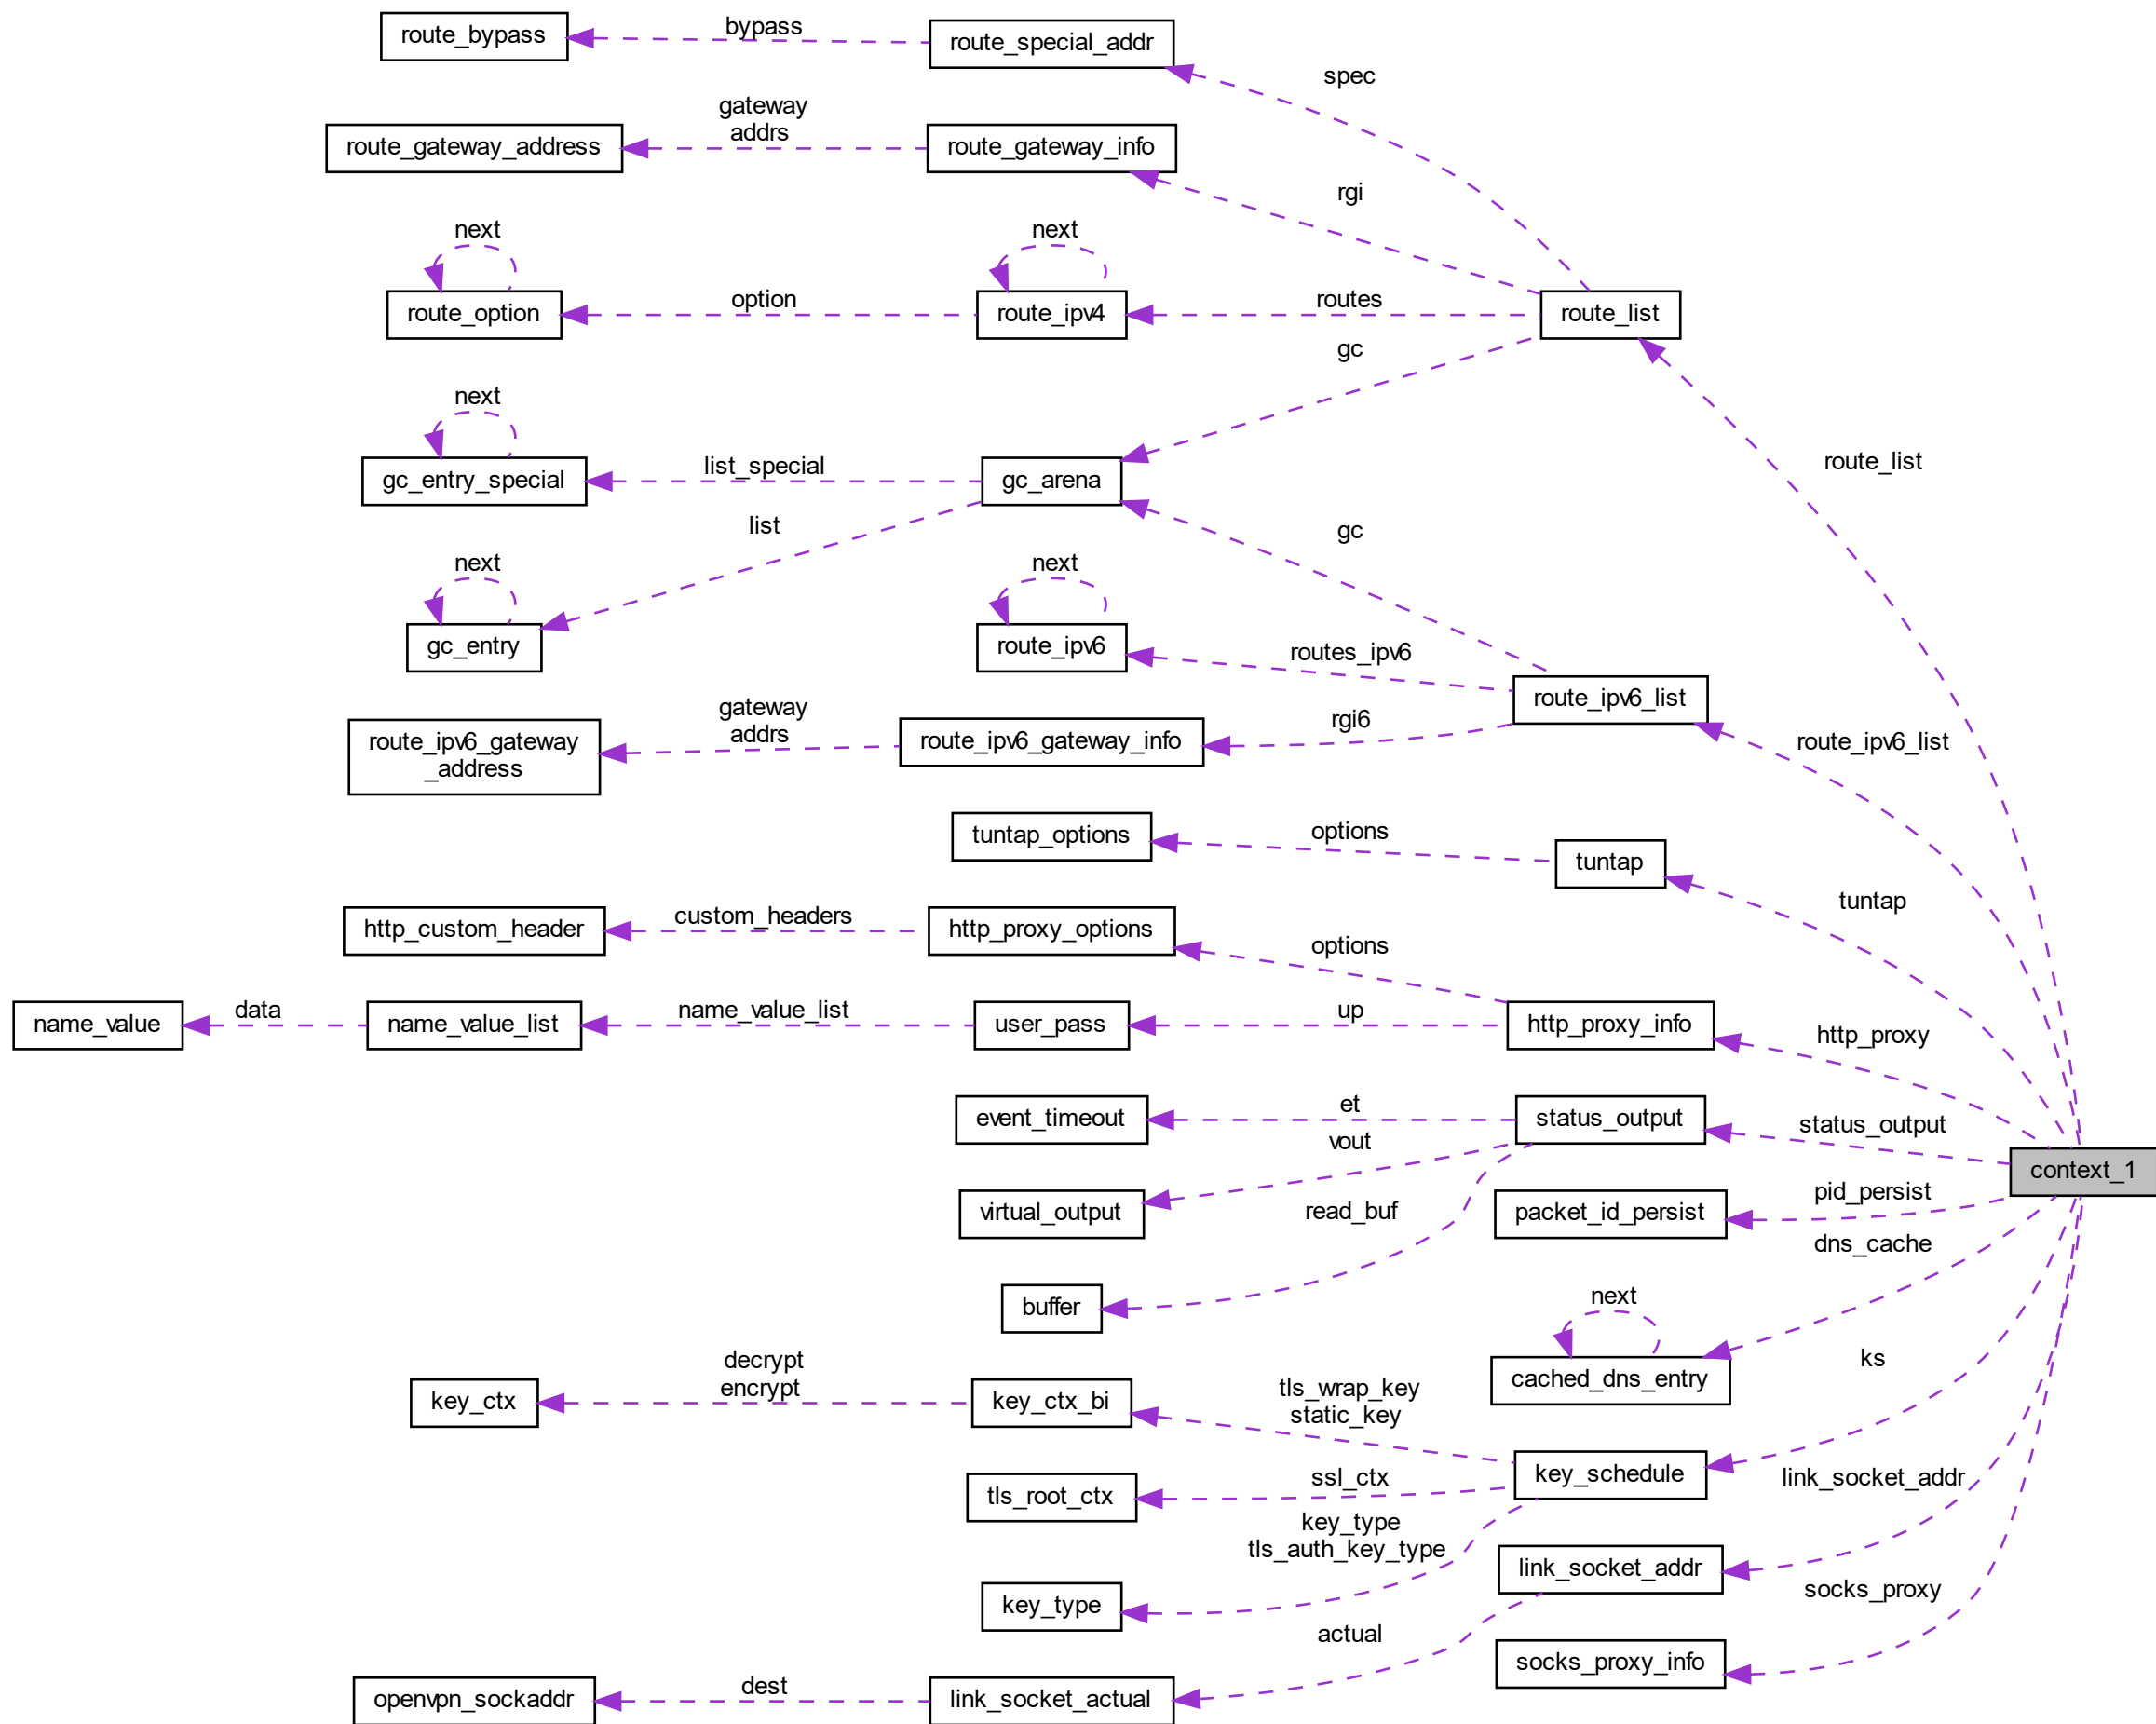 route_bypass
bypass
route_special_addr
spec
gateway
addrs
route_gateway_address
route_gateway_info
rgi
next
next
route_option
option
route_ipv4
routes
route_list
gc
next
gc_entry_special
list_special
gc_arena
route_list
list
gc
next
next
gc_entry
route_ipv6
routes_ipv6
route_ipv6_list
gateway
addrs
route_ipv6_gateway
_address
route_ipv6_gateway_info
rgi6
route_ipv6_list
tuntap_options
options
tuntap
tuntap
http_custom_header
custom_headers
http_proxy_options
options
name_value
data
name_value_list
name_value_list
user_pass
up
http_proxy_info
http_proxy
event_timeout
et
status_output
status_output
vout
context_1
virtual_output
read_buf
packet_id_persist
pid_persist
dns_cache
buffer
next
cached_dns_entry
ks
decrypt
encrypt
key_ctx
key_ctx_bi
tls_wrap_key
static_key
key_schedule
tls_root_ctx
ssl_ctx
link_socket_addr
key_type
tls_auth_key_type
link_socket_addr
key_type
socks_proxy
actual
socks_proxy_info
openvpn_sockaddr
dest
link_socket_actual